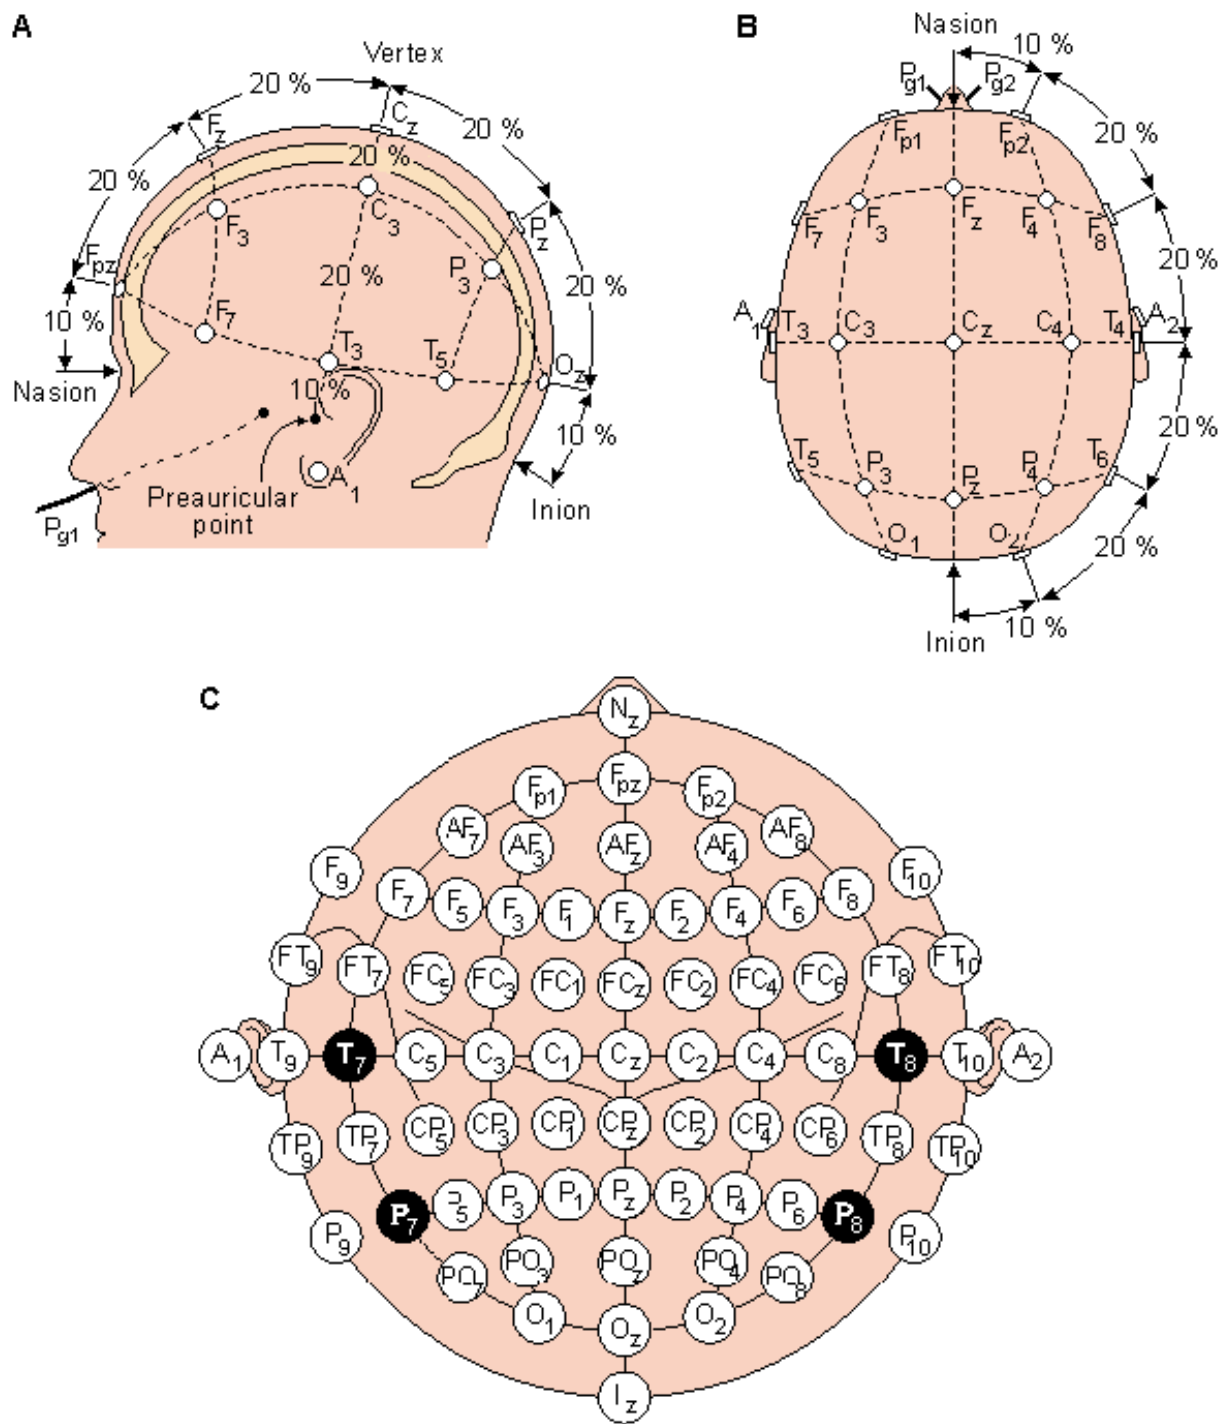 A
Vertex
20 %
20 %
20 %
20 %
20 %
20 %
10 %
10 %
10 %
Fz
Cz
Fpz
F3
C3
Pz
P3
F7
T3
T5
Oz
Nasion
A1
Preauricular
point
Pg1
Inion
B
Nasion
10 %
Pg1
Pg2
Fp1
Fp2
20 %
F7
F3
Fz
F4
F8
20 %
A1
T3
C3
Cz
C4
T4
A2
20 %
T5
P3
Pz
P4
T6
O1
O2
20 %
10 %
Inion
C
Nz
Fp1
Fpz
Fp2
AF7
AF3
AFz
AF4
AF8
F9
F7
F5
F3
F1
Fz
F2
F4
F6
F8
F10
FT9
FT7
FC5
FC3
FC1
FCz
FC2
FC4
FC6
FT8
FT10
A1
T9
T7
C5
C3
C1
Cz
C2
C4
C8
T8
T10
A2
TP9
TP7
CP5
CP3
CP1
CPz
CP2
CP4
CP6
TP8
TP10
P9
P7
P5
P3
P1
Pz
P2
P4
P6
P8
P10
PO7
PO3
POz
PO4
PO8
O1
Oz
O2
Iz